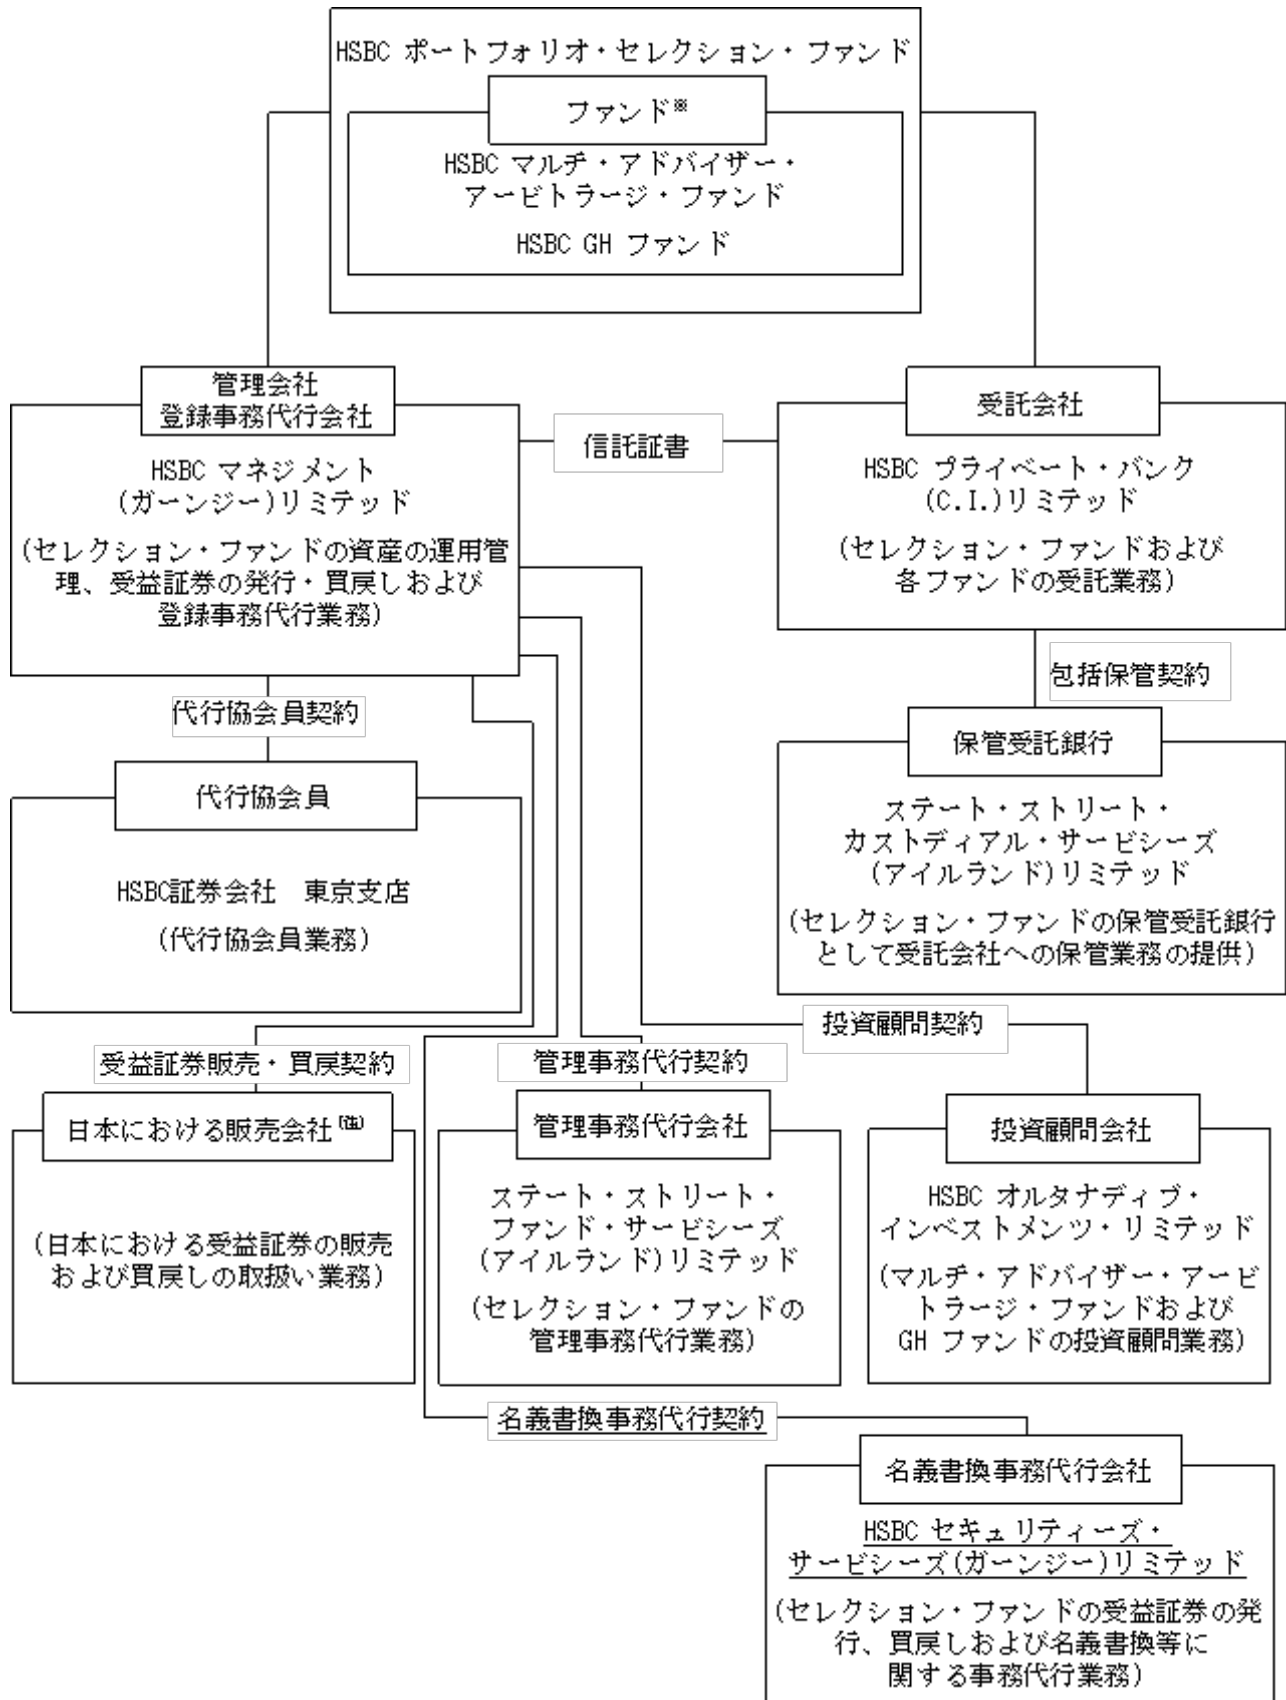 HSBC ポートフォリオ・セレクション・ファンド
ファンド※
HSBC マルチ・アドバイザー・
アービトラージ・ファンド
HSBC GH ファンド
管理会社
登録事務代行会社
HSBC マネジメント
(ガーンジー)リミテッド
(セレクション・ファンドの資産の運用管
理、受益証券の発行・買戻しおよび
登録事務代行業務)
信託証書
受託会社
HSBC プライベート・バンク
(C.I.)リミテッド
(セレクション・ファンドおよび
各ファンドの受託業務)
包括保管契約
代行協会員契約
保管受託銀行
ステート・ストリート・
カストディアル・サービシーズ
(アイルランド)リミテッド
(セレクション・ファンドの保管受託銀行
として受託会社への保管業務の提供)
代行協会員
HSBC証券会社 東京支店
(代行協会員業務)
投資顧問契約
受益証券販売・買戻契約
管理事務代行契約
日本における販売会社(注)
(日本における受益証券の販売
および買戻しの取扱い業務)
管理事務代行会社
ステート・ストリート・
ファンド・サービシーズ
(アイルランド)リミテッド
(セレクション・ファンドの
管理事務代行業務)
投資顧問会社
HSBC オルタナティブ・
インベストメンツ・リミテッド
(マルチ・アドバイザー・アービ
トラージ・ファンドおよび
GH ファンドの投資顧問業務)
名義書換事務代行契約
名義書換事務代行会社
HSBC セキュリティーズ・
サービシーズ(ガーンジー)リミテッド
(セレクション・ファンドの受益証券の発
行、買戻しおよび名義書換等に
関する事務代行業務)